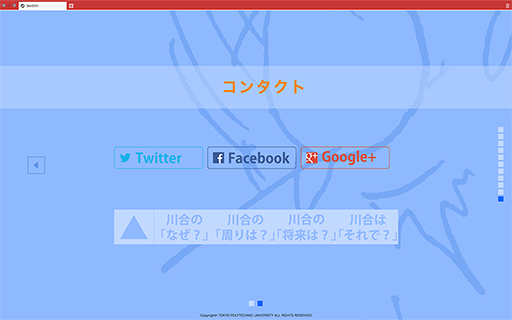 コンタクト
Twitter
Facebook
Google+
川合の 川合の 川合の 川合は
「なぜ？」「周りは？」「将来は？」「それで？」
Copyright© TOKYO POLYTECHNIC UNIVERSITY ALL RIGHTS RESERVED